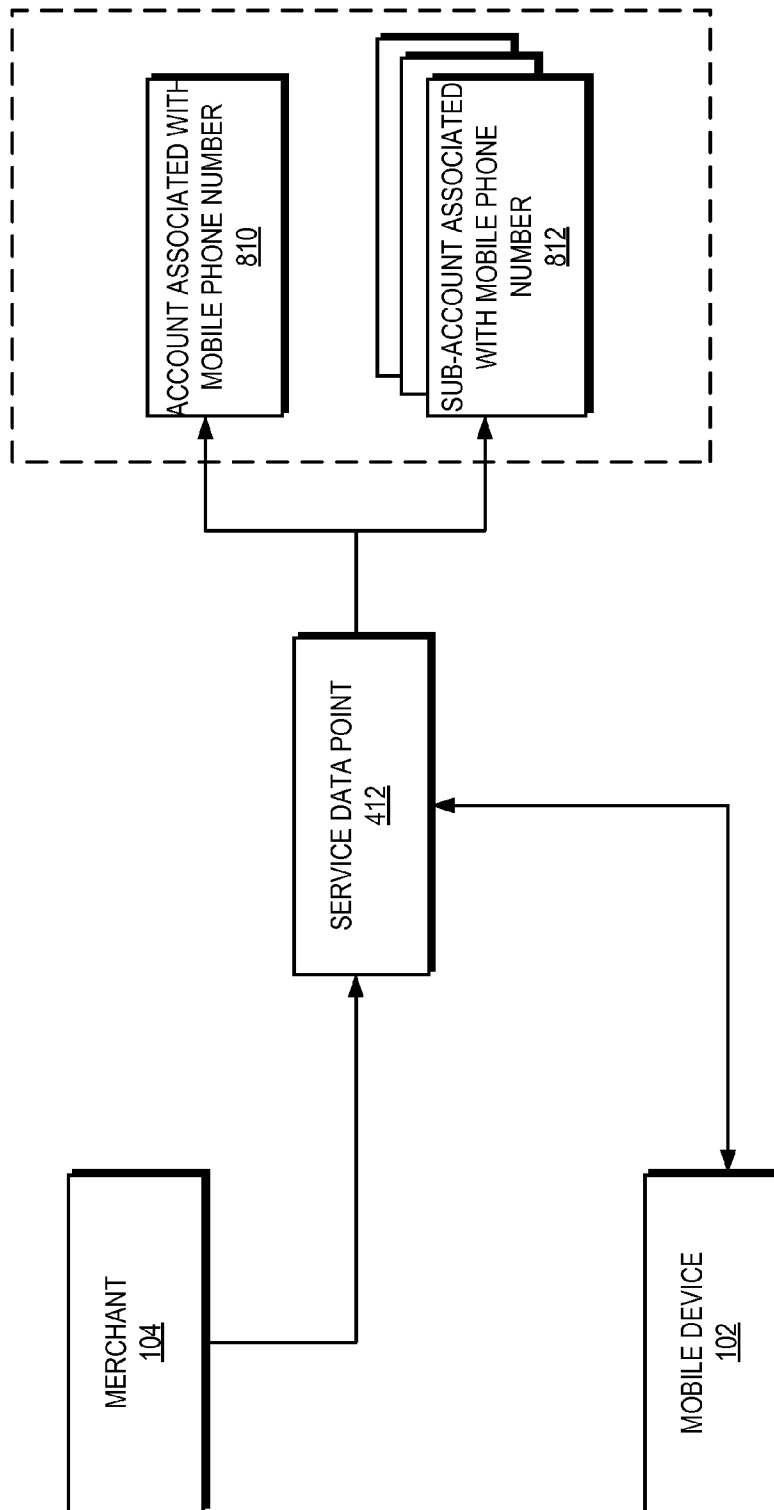 MERCHANT
104
MOBILE DEVICE
102
SERVICE DATA POINT
412
ACCOUNT ASSOCIATED WITH
MOBILE PHONE NUMBER
810
SUB-ACCOUNT ASSOCIATED
WITH MOBILE PHONE
NUMBER
812